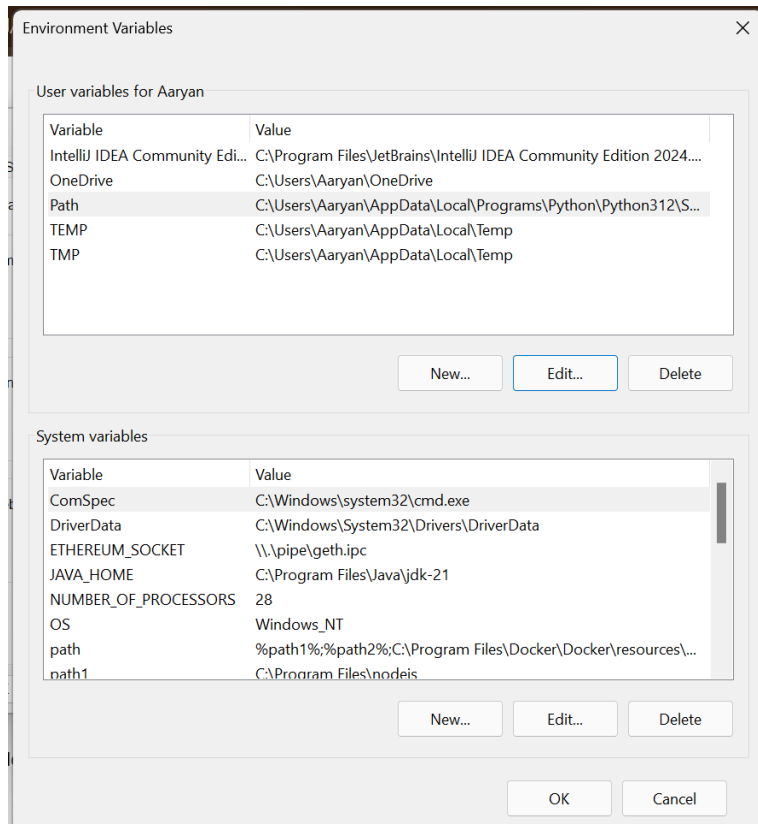 Environment Variables
User variables for Aaryan
Variable Value
IntelliJ IDEA Community Edi... C:\Program Files\JetBrains\IntelliJ IDEA Community Edition 2024....
OneDrive C:\Users\Aaryan\OneDrive
Path C:\Users\Aaryan\AppData\Local\Programs\Python\Python312\S...
TEMP C:\Users\Aaryan\AppData\Local\Temp
TMP C:\Users\Aaryan\AppData\Local\Temp
New... Edit... Delete
System variables
Variable Value
ComSpec C:\Windows\system32\cmd.exe
DriverData C:\Windows\System32\Drivers\DriverData
ETHEREUM_SOCKET \\.\pipe\geth.ipc
JAVA_HOME C:\Program Files\Java\jdk-21
NUMBER_OF_PROCESSORS 28
OS Windows_NT
path %path1%;%path2%;C:\Program Files\Docker\Docker\resources\...
path1 C:\Program Files\nodejs
New... Edit... Delete
OK Cancel